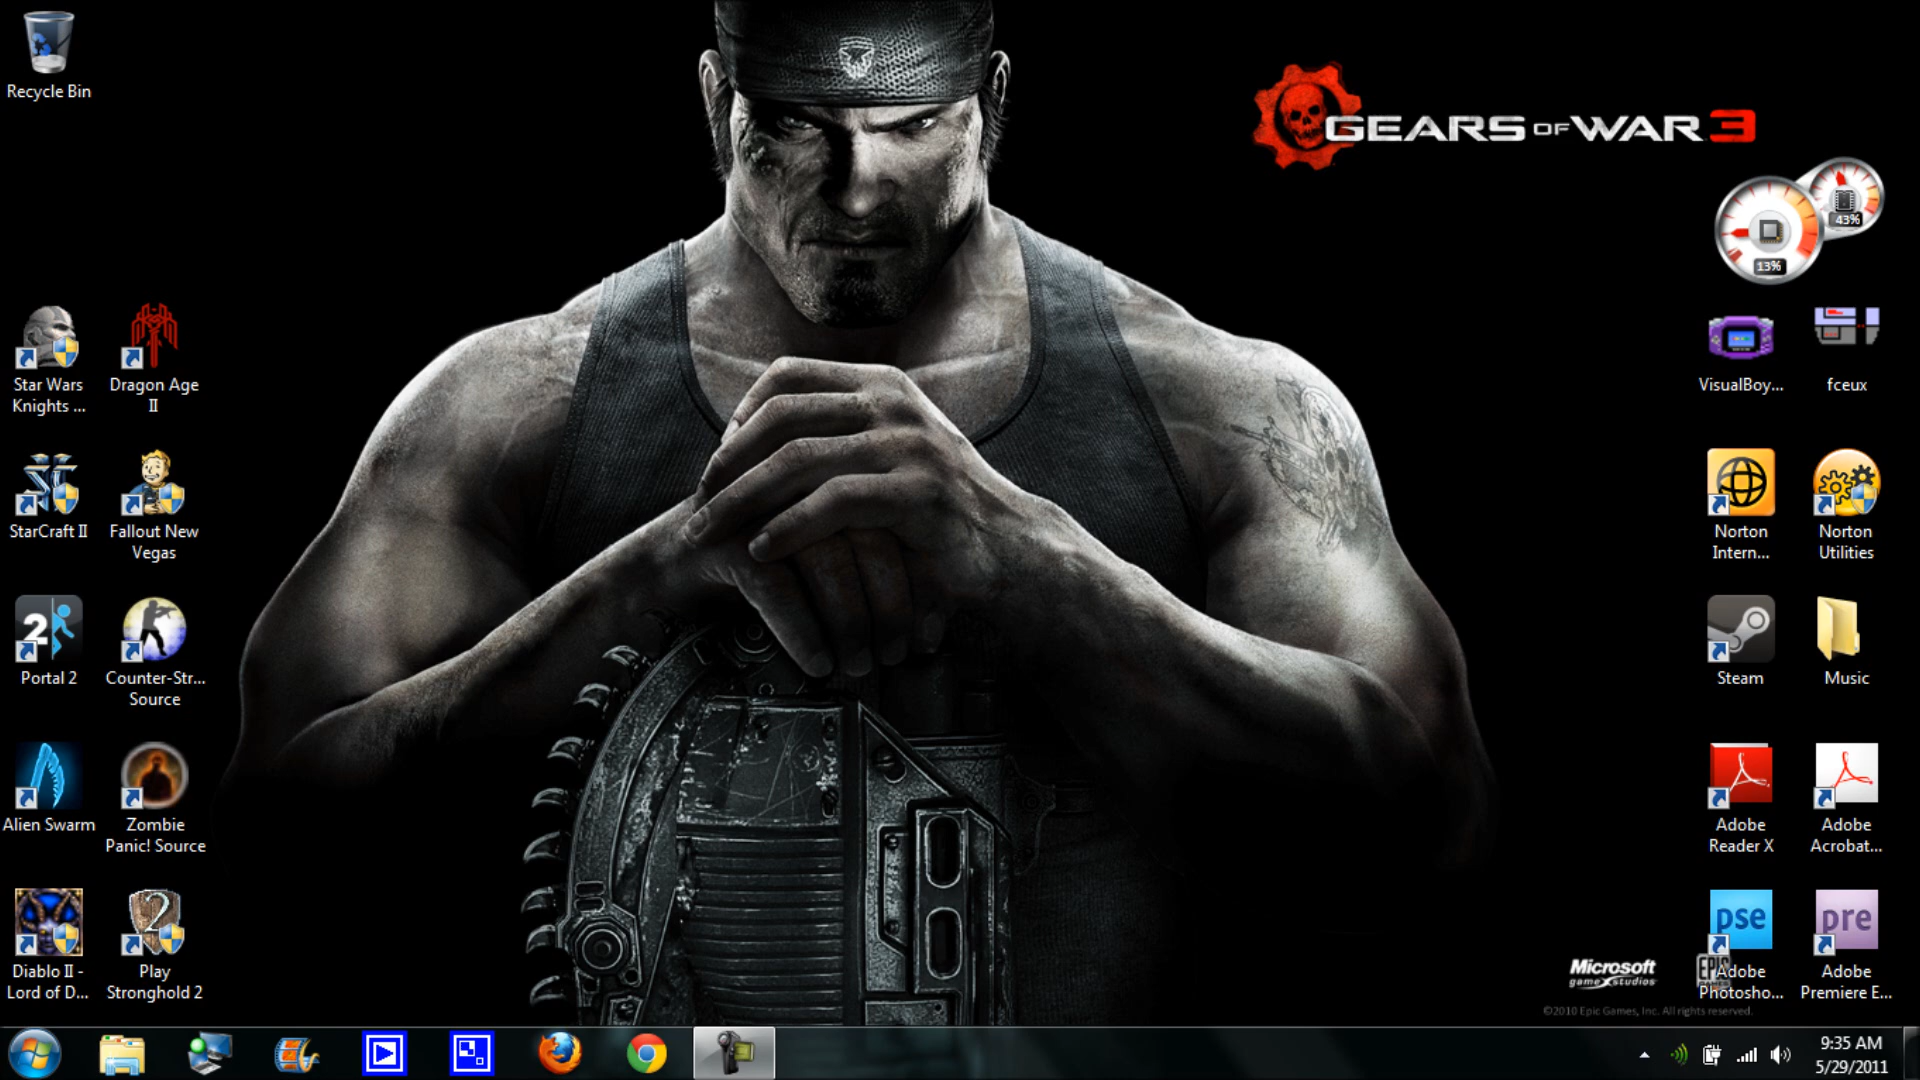 Recycle Bin
GEARS OF WAR 3
43%
13%
Star Wars
Knights ...
Dragon Age
II
VisualBoy...
fceux
StarCraft II
Fallout New
Vegas
Norton
Intern...
Norton
Utilities
2
Portal 2
Counter-Str...
Source
Steam
Music
Alien Swarm
Zombie
Panic! Source
Adobe
Reader X
Adobe
Acrobat...
2
pse
pre
Diablo II -
Lord of D...
Play
Stronghold 2
Microsoft
game studios
EPIC
Adobe
Photosho...
Adobe
Premiere E...
©2010 Epic Games, Inc. All rights reserved.
9:35 AM
5/29/2011